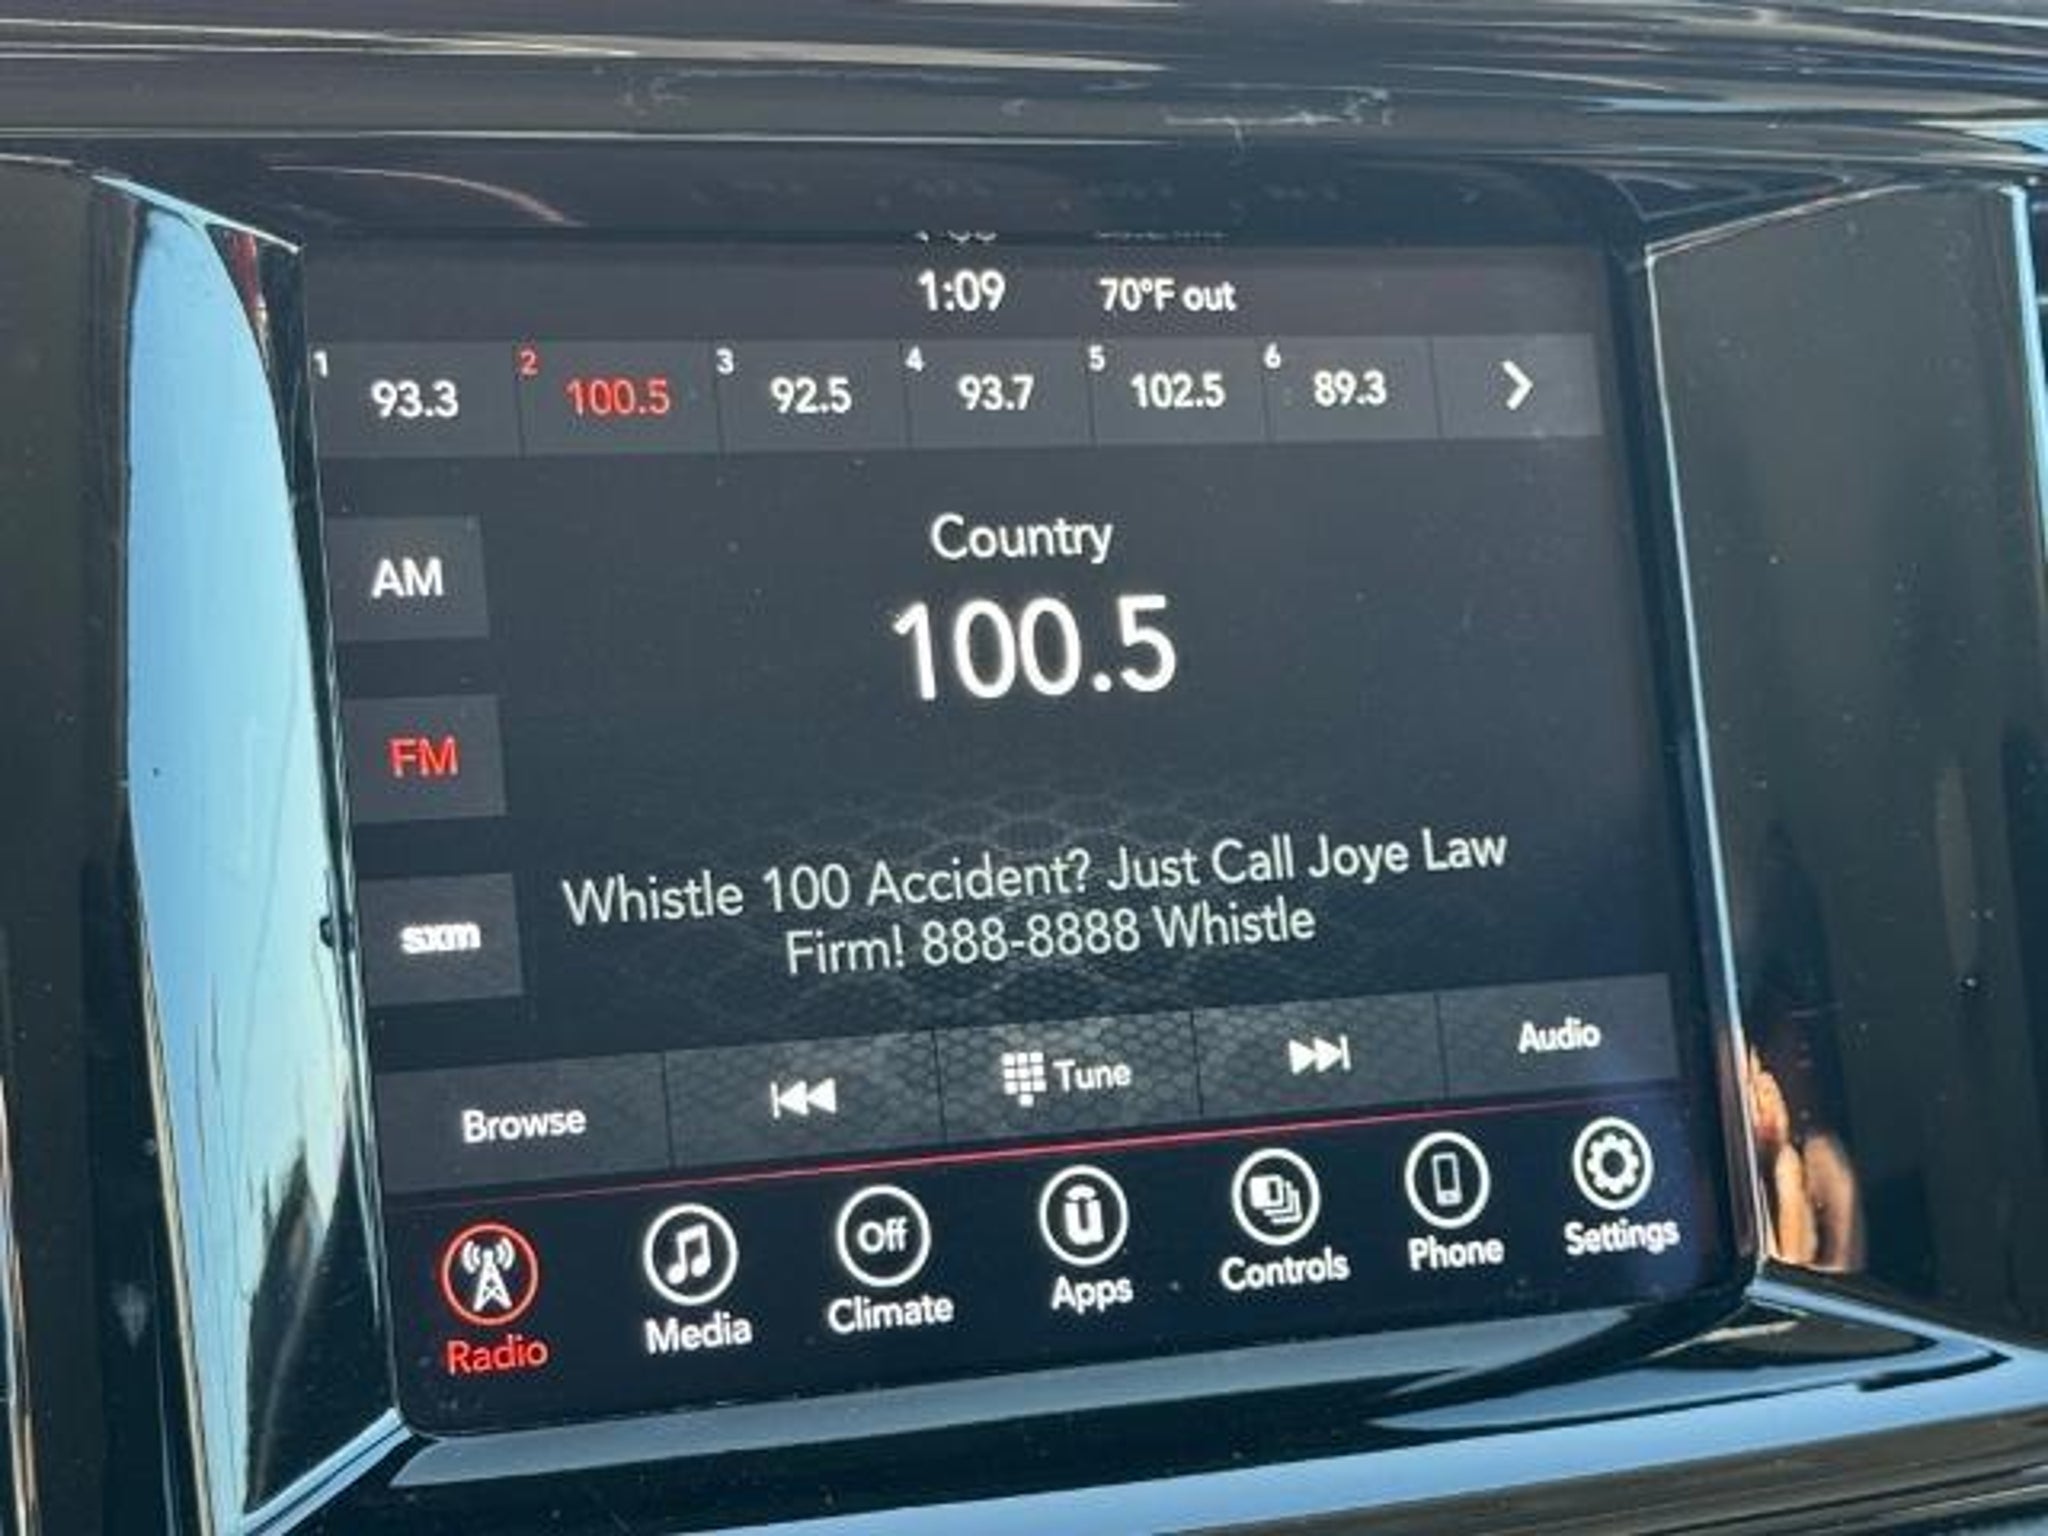 1:09 70°F out
1 93.3 2 100.5 3 92.5 4 93.7 5 102.5 6 89.3
Country
100.5
AM
FM
sxm
Whistle 100 Accident? Just Call Joye Law
Firm! 888-8888 Whistle
Browse Tune Audio
Off
Radio Media Climate Apps Controls Phone Settings